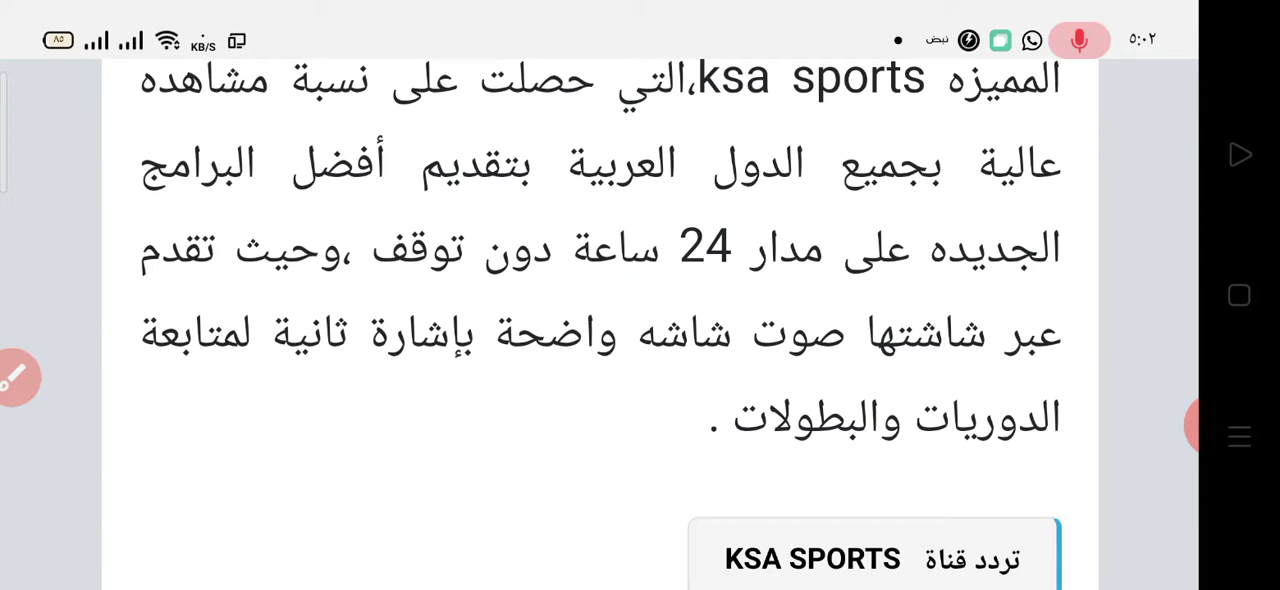 ٨٥ KB/S نبض ٥:٠٢
المميزه ksa sports،التي حصلت على نسبة مشاهده
عالية بجميع الدول العربية بتقديم أفضل البرامج
الجديده على مدار 24 ساعة دون توقف ،وحيث تقدم
عبر شاشتها صوت شاشه واضحة بإشارة ثانية لمتابعة
الدوريات والبطولات .
تردد قناة KSA SPORTS